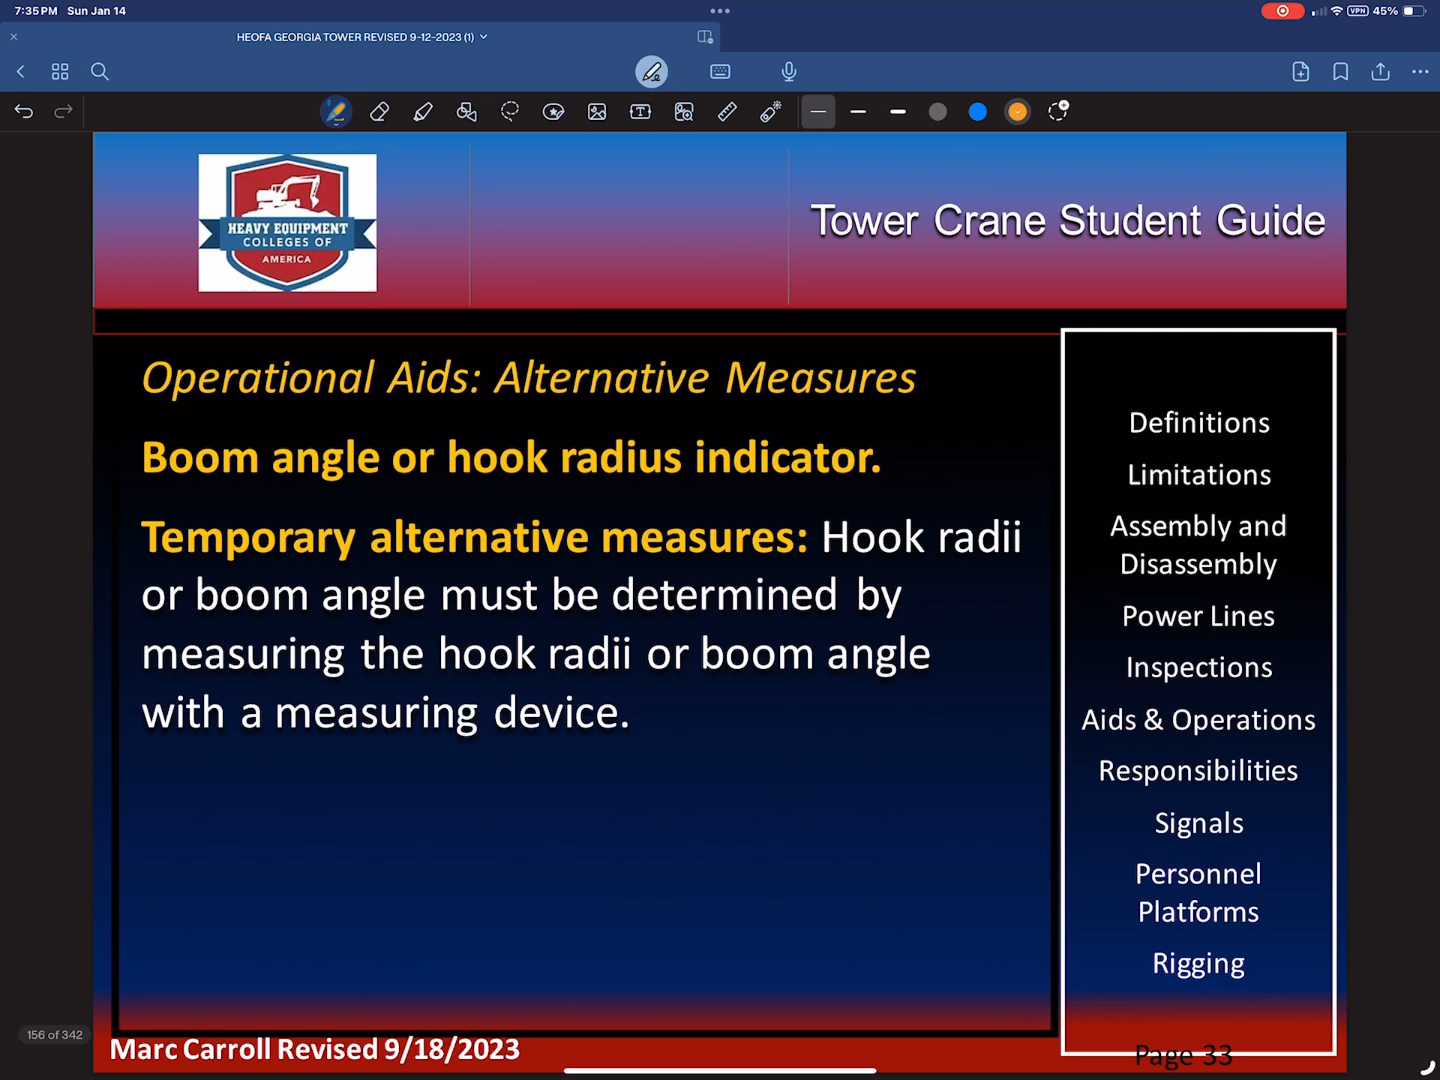 7:35 PM Sun Jan 14
VPN 45%
HEOFA GEORGIA TOWER REVISED 9-12-2023 (1)
HEAVY EQUIPMENT
COLLEGES OF
AMERICA
Tower Crane Student Guide
Operational Aids: Alternative Measures
Boom angle or hook radius indicator.
Temporary alternative measures: Hook radii
or boom angle must be determined by
measuring the hook radii or boom angle
with a measuring device.
Definitions
Limitations
Assembly and
Disassembly
Power Lines
Inspections
Aids & Operations
Responsibilities
Signals
Personnel
Platforms
Rigging
156 of 342
Marc Carroll Revised 9/18/2023
Page 33